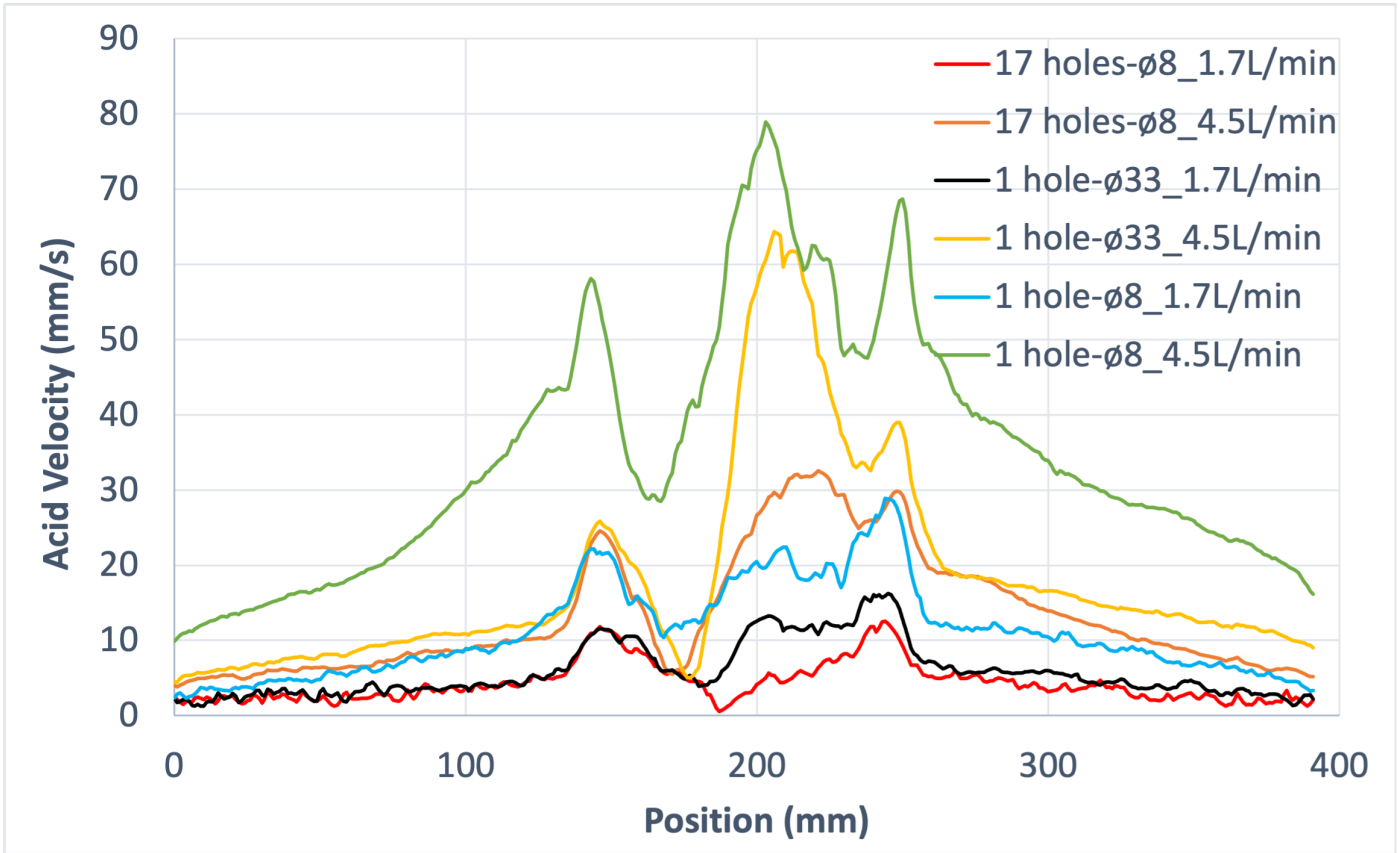 90
80
70
60
50
40
30
20
10
0
Acid Velocity (mm/s)
17 holes-ø8_1.7L/min
17 holes-ø8_4.5L/min
1 hole-ø33_1.7L/min
1 hole-ø33_4.5L/min
1 hole-ø8_1.7L/min
1 hole-ø8_4.5L/min
0 100 200 300 400
Position (mm)